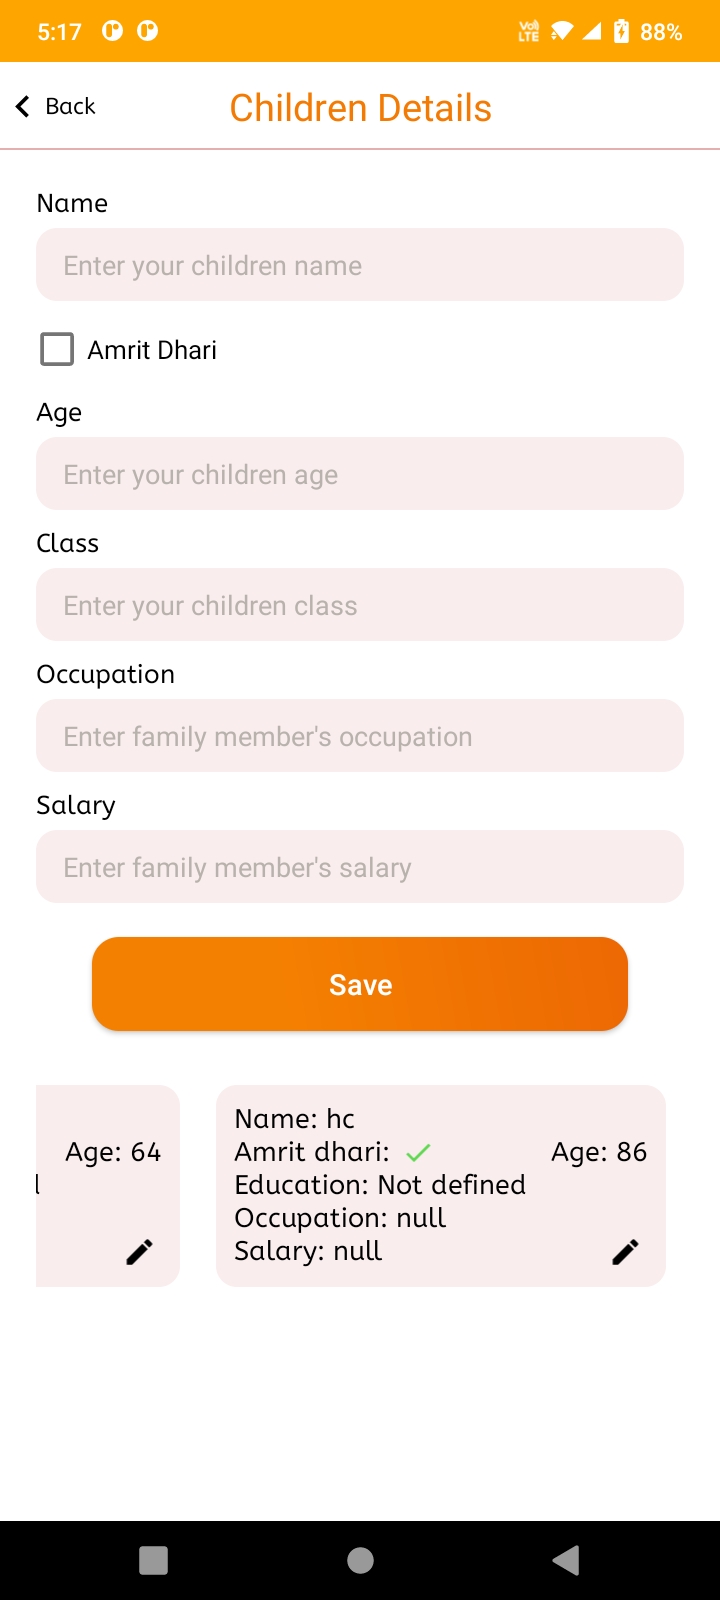 5:17
Vo) LTE
88%
Back
Children Details
Name
Enter your children name
Amrit Dhari
Age
Enter your children age
Class
Enter your children class
Occupation
Enter family member's occupation
Salary
Enter family member's salary
Save
Age: 64
Name: hc
Amrit dhari:
Age: 86
Education: Not defined
Occupation: null
Salary: null